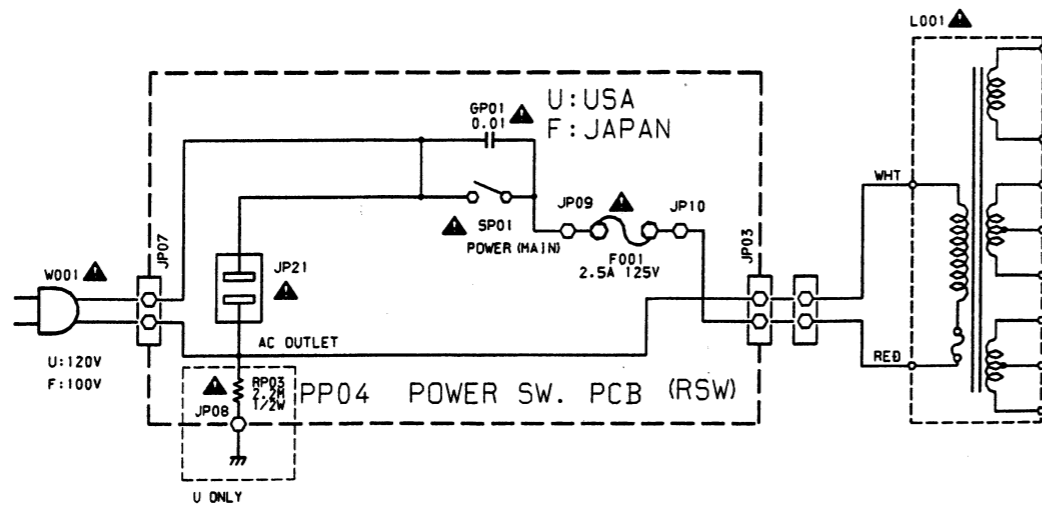 L001
GP01
0.01
U:USA
F:JAPAN
WHT
JP09
JP10
SP01
POWER (MAIN)
F001
2.5A 125V
JP07
JP03
W001
JP21
AC OUTLET
U:120V
F:100V
RED
RP03
2.2M
1/2W
JP08
PP04 POWER SW. PCB (RSW)
U ONLY